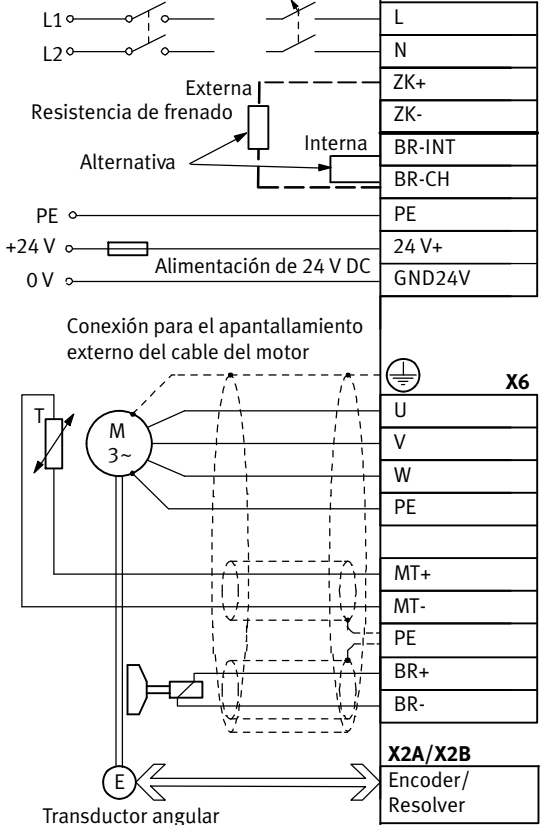 L1
L
L2
N
Externa
ZK+
Resistencia de frenado
ZK-
Interna
BR-INT
Alternativa
BR-CH
PE
PE
+24 V
24 V+
Alimentación de 24 V DC
0 V
GND24V
Conexión para el apantallamiento
externo del cable del motor
X6
T
M
3~
U
V
W
PE
MT+
MT-
PE
BR+
BR-
X2A/X2B
E
Encoder/
Resolver
Transductor angular